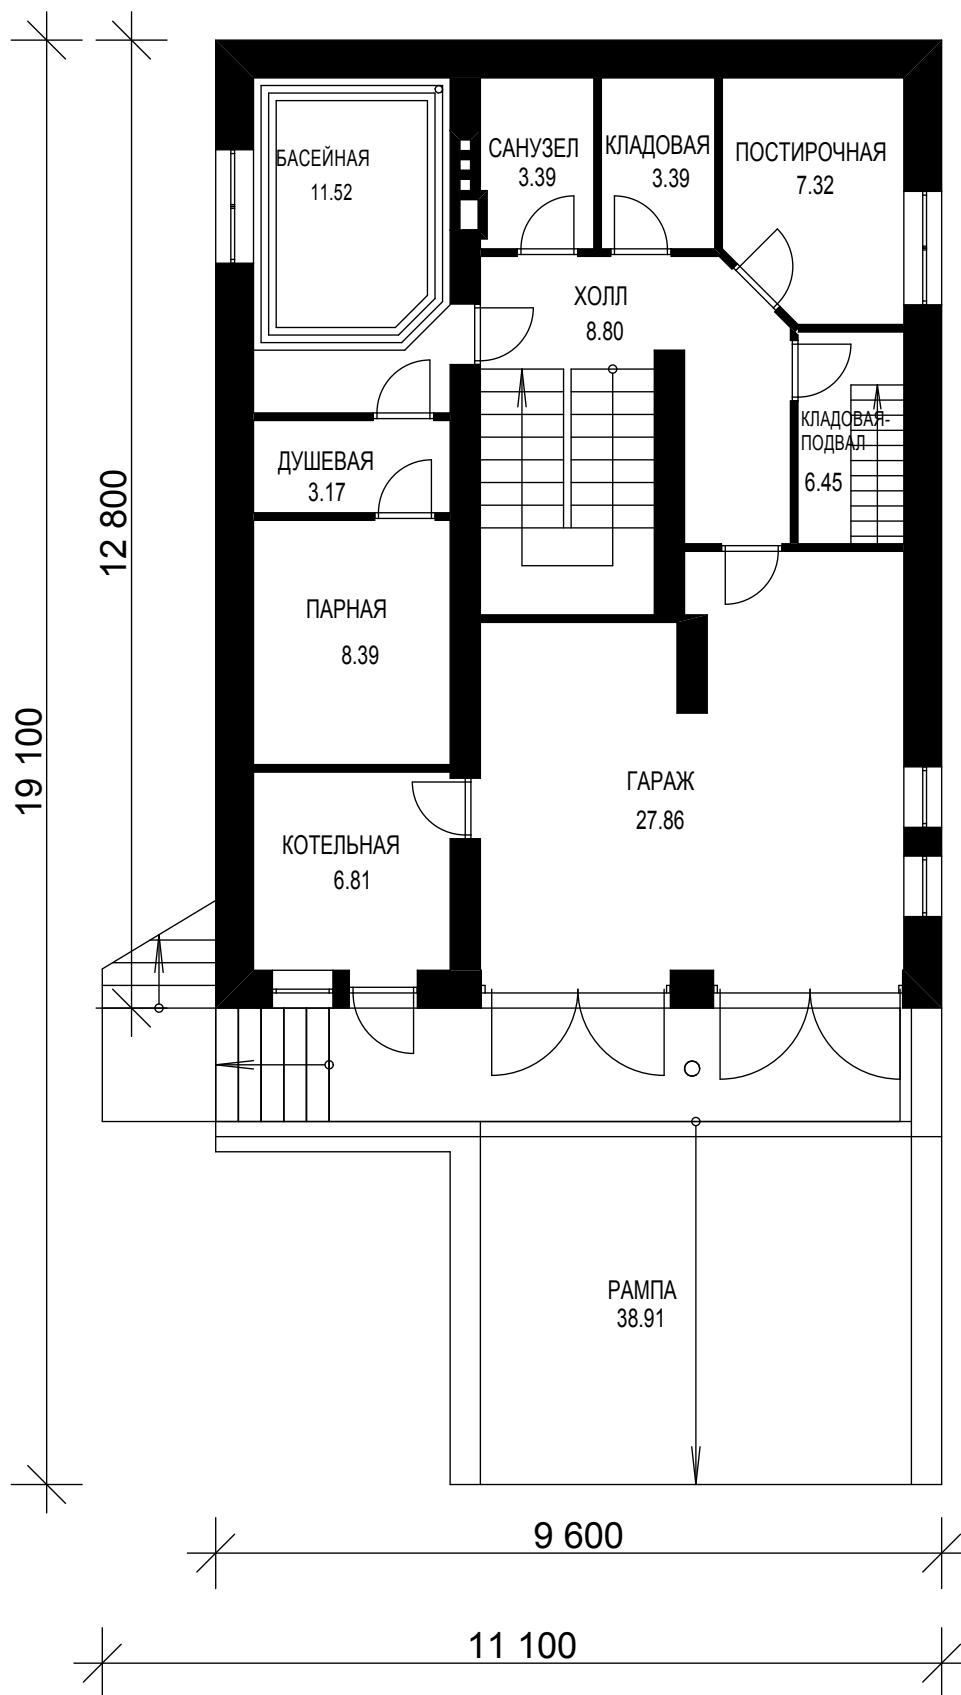 БАСЕЙНАЯ
11.52
САНУЗЕЛ
3.39
КЛАДОВАЯ
3.39
ПОСТИРОЧНАЯ
7.32
ХОЛЛ
8.80
КЛАДОВАЯ-
ПОДВАЛ
6.45
ДУШЕВАЯ
3.17
ПАРНАЯ
8.39
ГАРАЖ
27.86
КОТЕЛЬНАЯ
6.81
РАМПА
38.91
12 800
19 100
9 600
11 100